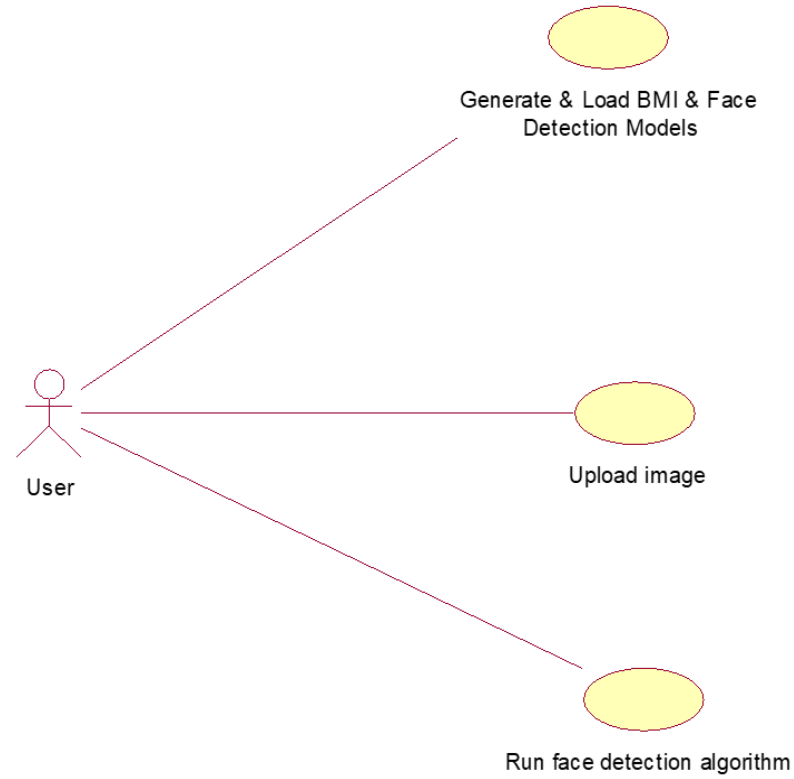 Generate & Load BMI & Face
Detection Models
Upload image
User
Run face detection algorithm